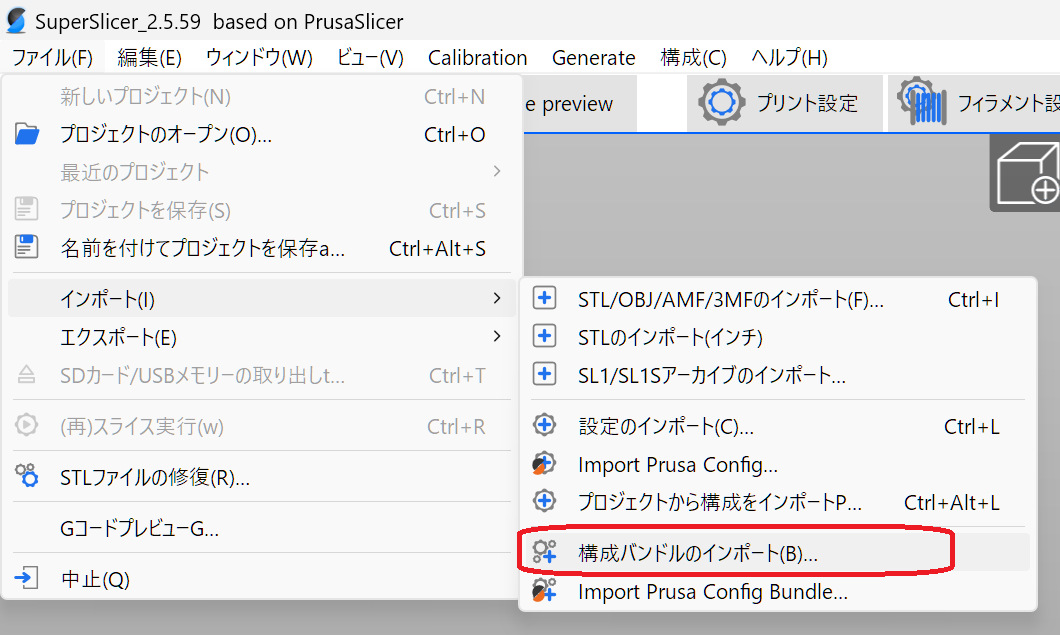 SuperSlicer_2.5.59 based on PrusaSlicer
ファイル(F) 編集(E) ウィンドウ(W) ビュー(V) Calibration Generate 構成(C) ヘルプ(H)
e preview プリント設定 フィラメント設
新しいプロジェクト(N) Ctrl+N
プロジェクトのオープン(O)... Ctrl+O
最近のプロジェクト
プロジェクトを保存(S) Ctrl+S
名前を付けてプロジェクトを保存a... Ctrl+Alt+S
インポート(I)
エクスポート(E)
SDカード/USBメモリーの取り出しt... Ctrl+T
(再)スライス実行(w) Ctrl+R
STLファイルの修復(R)...
GコードプレビューG...
中止(Q)
STL/OBJ/AMF/3MFのインポート(F)... Ctrl+I
STLのインポート(インチ)
SL1/SL1Sアーカイブのインポート...
設定のインポート(C)... Ctrl+L
Import Prusa Config...
プロジェクトから構成をインポートP... Ctrl+Alt+L
構成バンドルのインポート(B)...
Import Prusa Config Bundle...